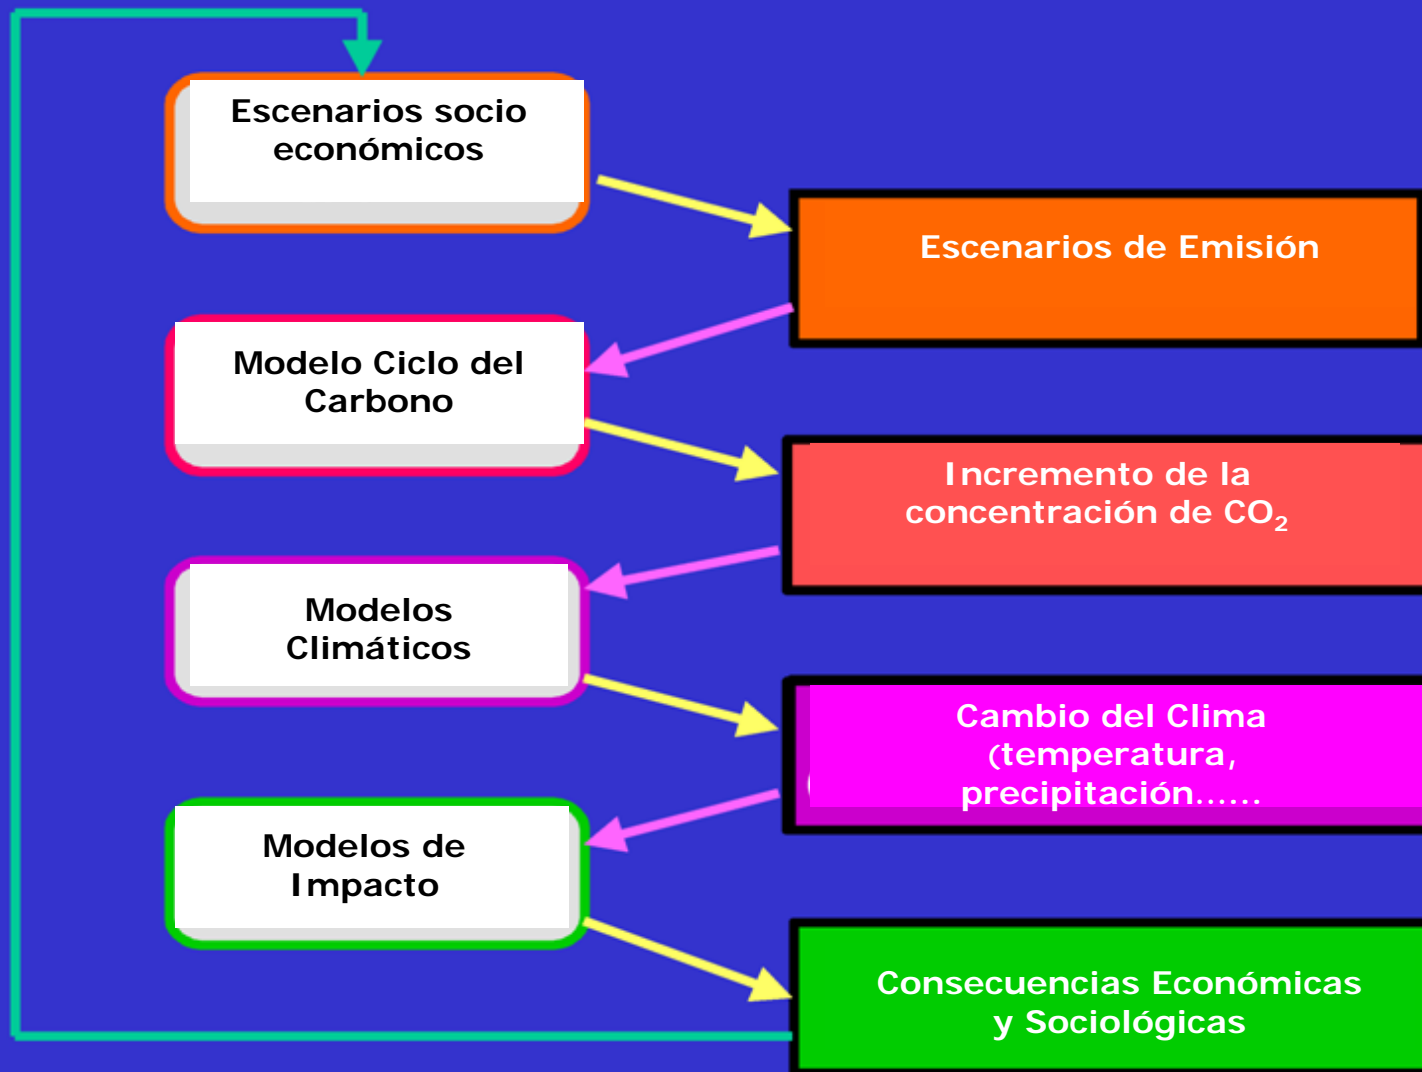 Escenarios socio
económicos
Escenarios de Emisión
Modelo Ciclo del
Carbono
Incremento de la
concentración de CO₂
Modelos
Climáticos
Cambio del Clima
(temperatura,
precipitación......
Modelos de
Impacto
Consecuencias Económicas
y Sociológicas